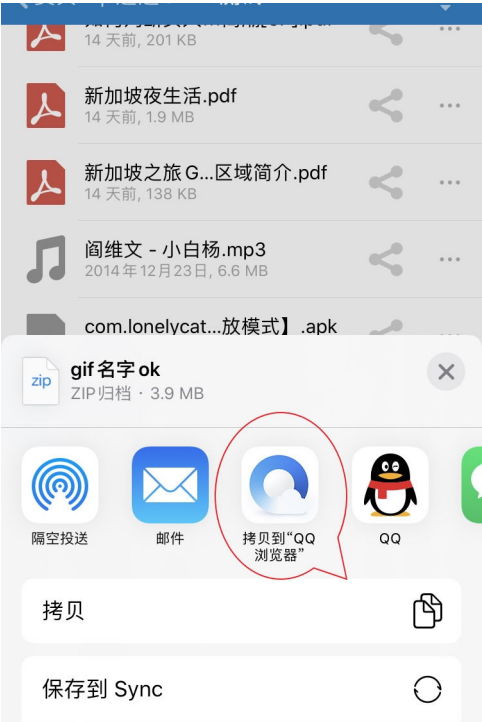 14 天前, 201 KB
新加坡夜生活.pdf
14 天前, 1.9 MB
新加坡之旅 G...区域简介.pdf
14 天前, 138 KB
阎维文 - 小白杨.mp3
2014年12月23日, 6.6 MB
com.lonelycat...放模式】.apk
zip
gif 名字 ok
ZIP归档 · 3.9 MB
隔空投送
邮件
拷贝到“QQ
浏览器”
QQ
拷贝
保存到 Sync